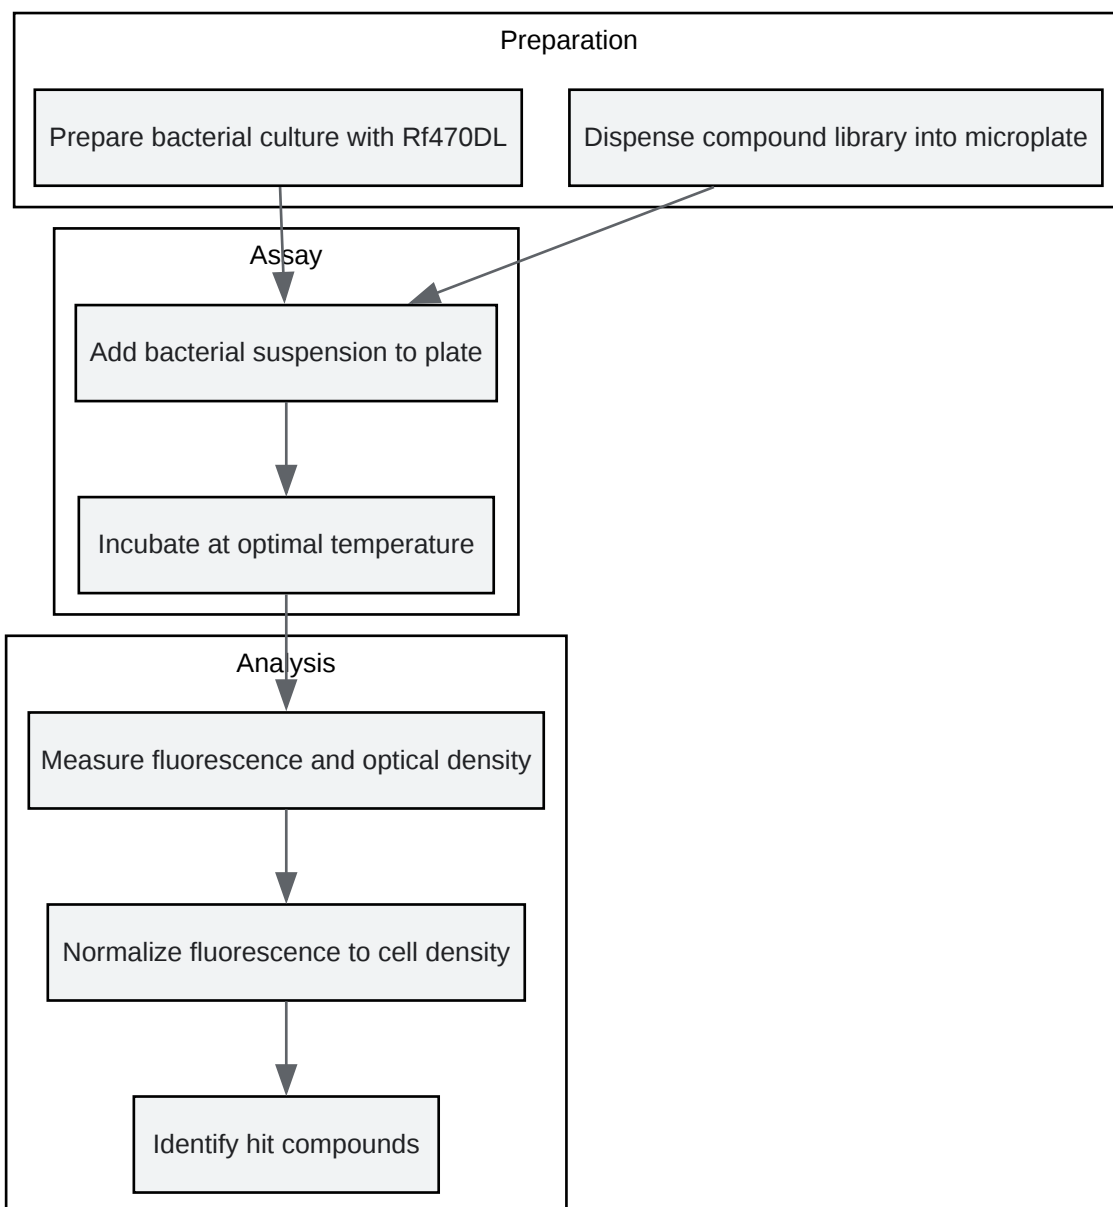 Preparation
Prepare bacterial culture with Rf470DL
Dispense compound library into microplate
Assay
Add bacterial suspension to plate
Incubate at optimal temperature
Analysis
Measure fluorescence and optical density
Normalize fluorescence to cell density
Identify hit compounds